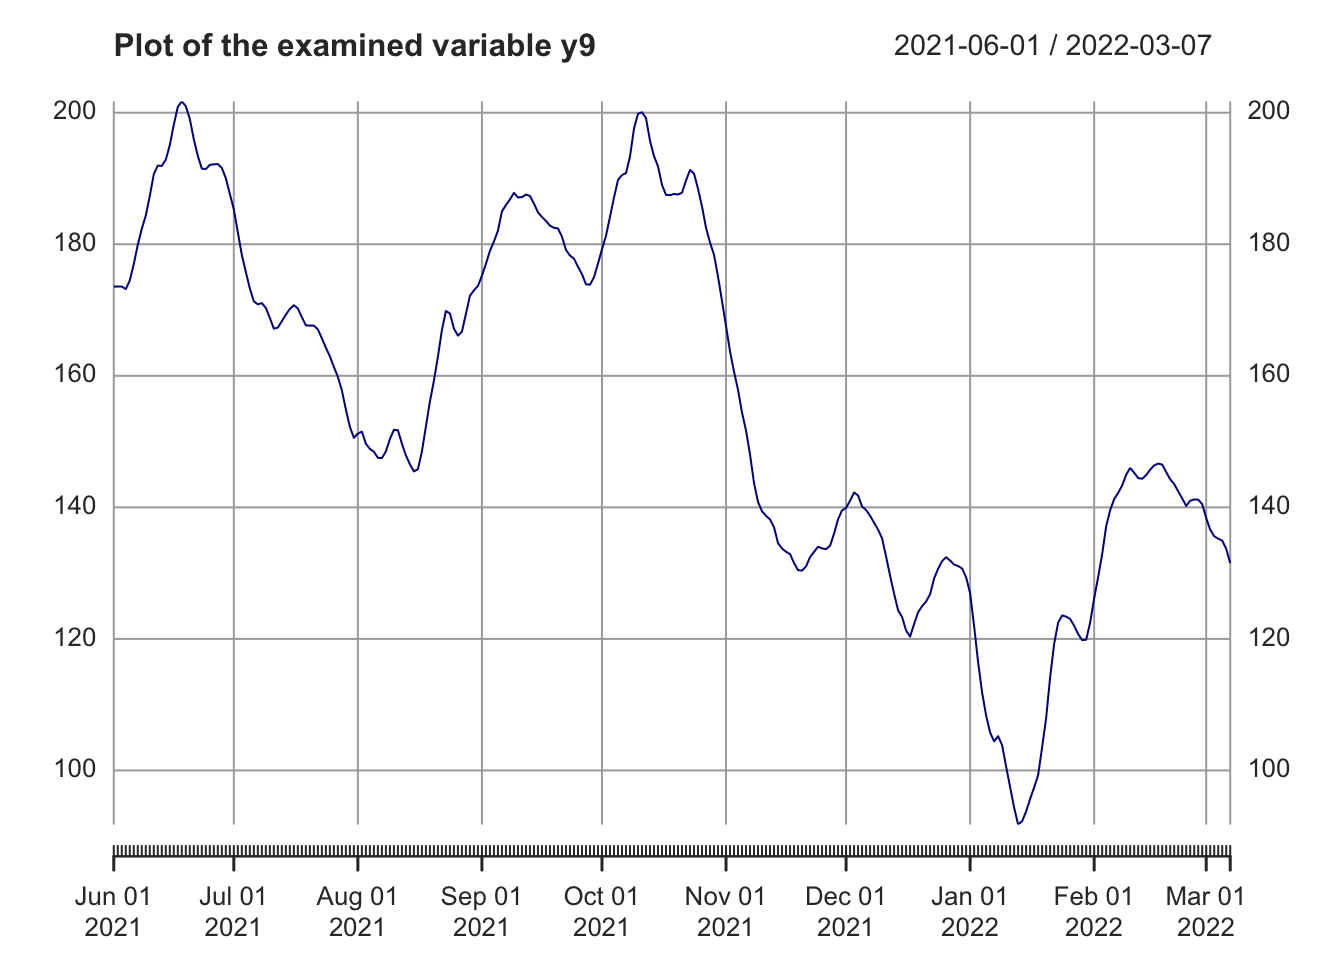 Plot of the examined variable y9 2021-06-01 / 2022-03-07
200 200
180 180
160 160
140 140
120 120
100 100
Jun 01 Jul 01 Aug 01 Sep 01 Oct 01 Nov 01 Dec 01 Jan 01 Feb 01 Mar 01
2021 2021 2021 2021 2021 2021 2021 2022 2022 2022